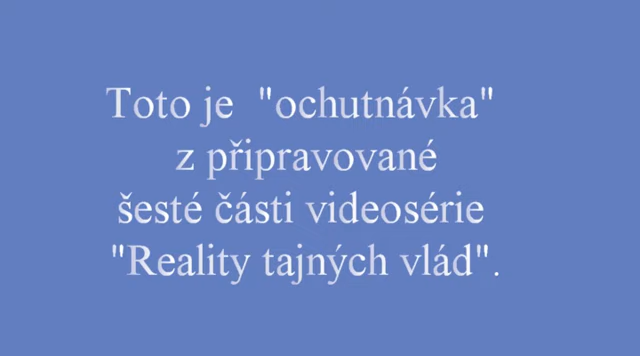 Toto je "ochutnávka"
z připravované
šesté části videosérie
"Reality tajných vlád".